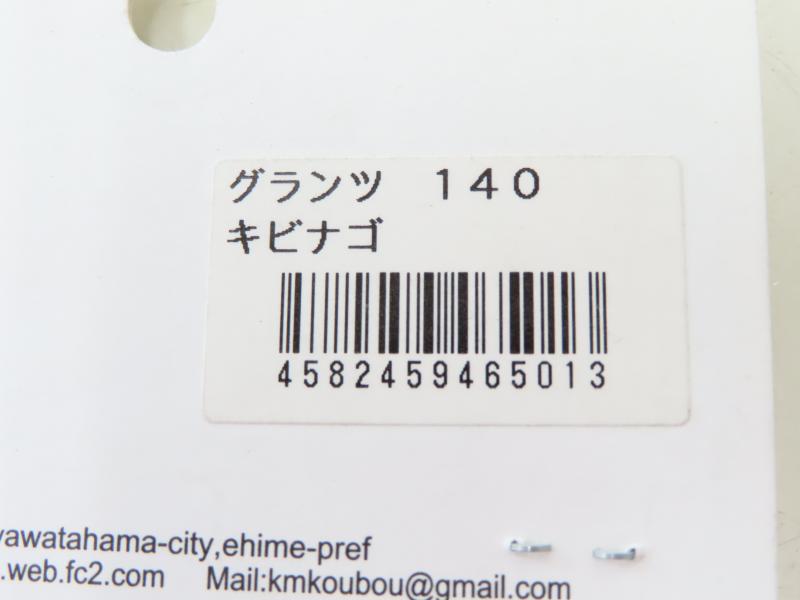 グランツ　１４０
キビナゴ
4582459465013
yawatahama-city,ehime-pref
.web.fc2.com Mail:kmkoubou@gmail.com